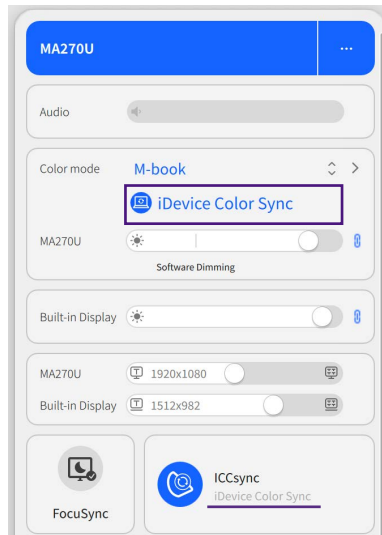 MA270U ...
Audio
Color mode M-book
iDevice Color Sync
MA270U
Software Dimming
Built-in Display
MA270U 1920x1080
Built-in Display 1512x982
ICCsync
iDevice Color Sync
FocuSync